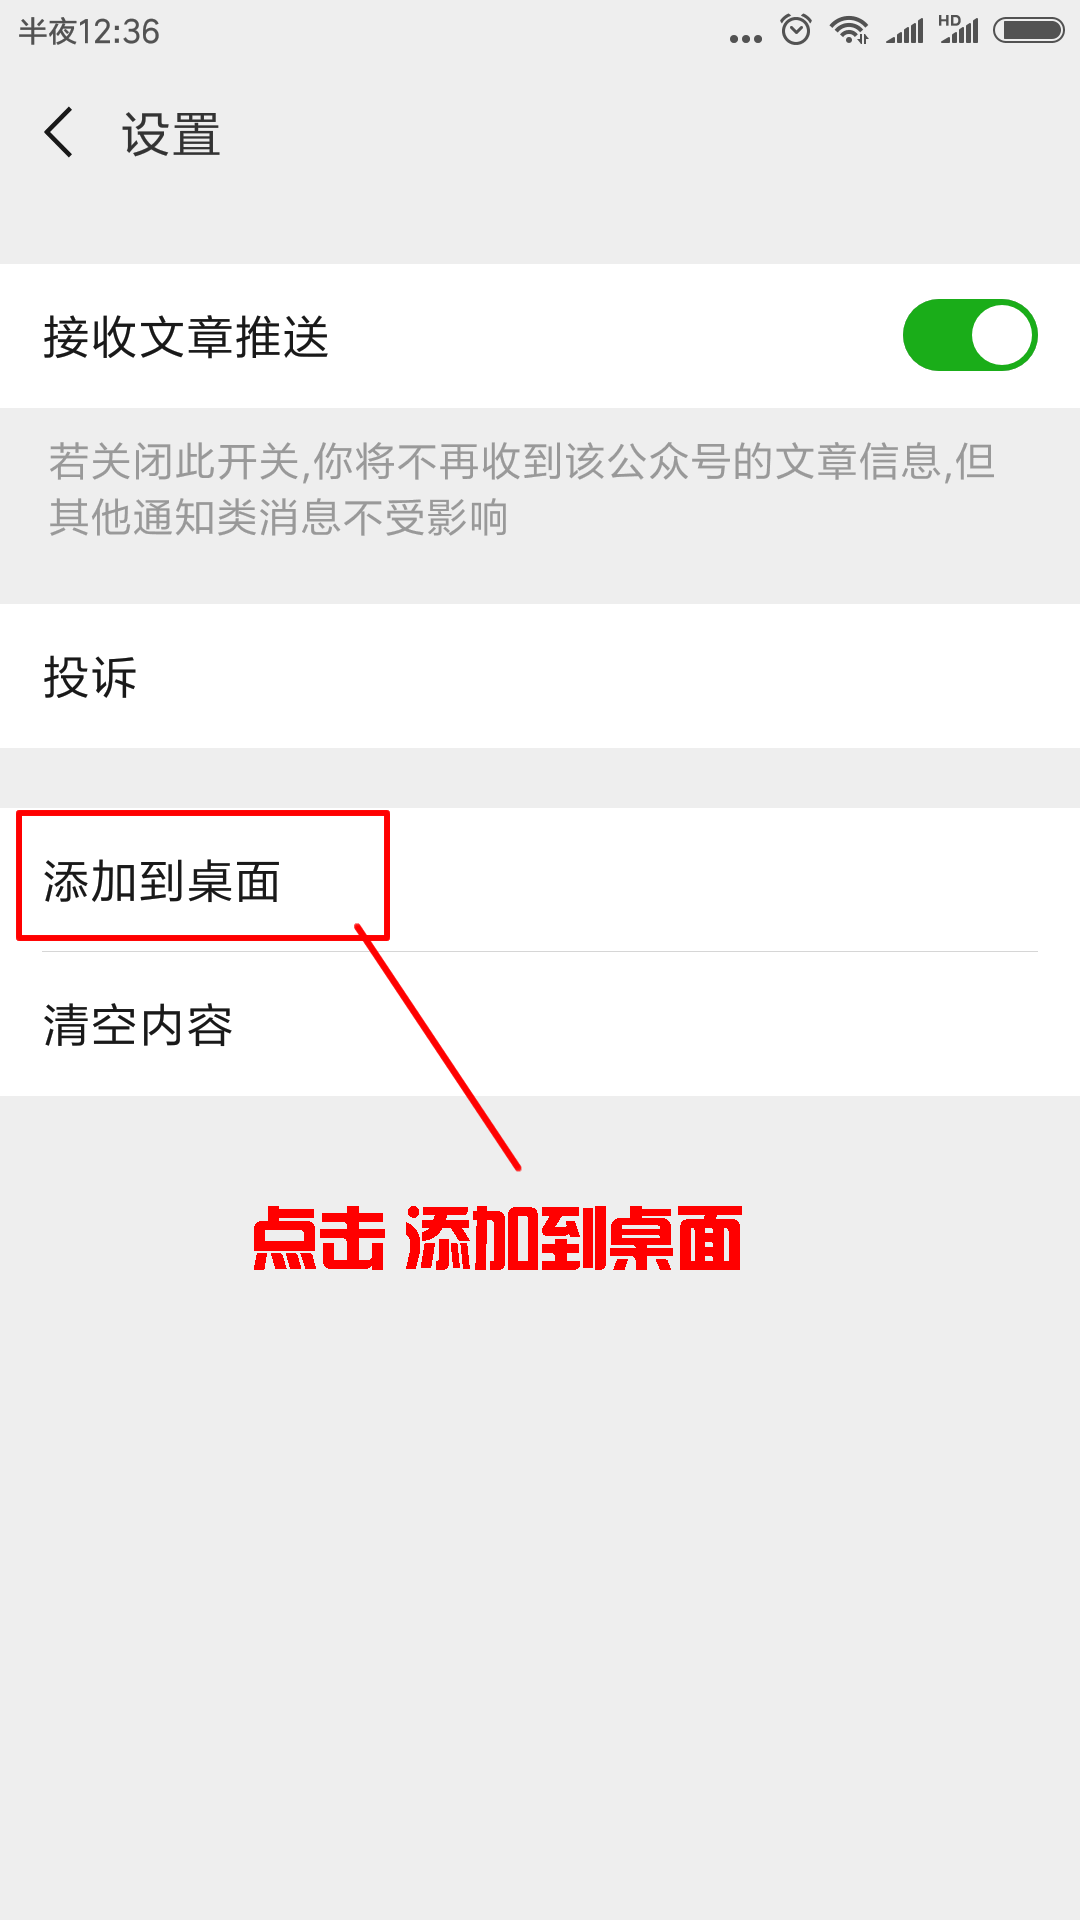 半夜12:36
HD
设置
接收文章推送
若关闭此开关,你将不再收到该公众号的文章信息,但
其他通知类消息不受影响
投诉
添加到桌面
清空内容
点击 添加到桌面